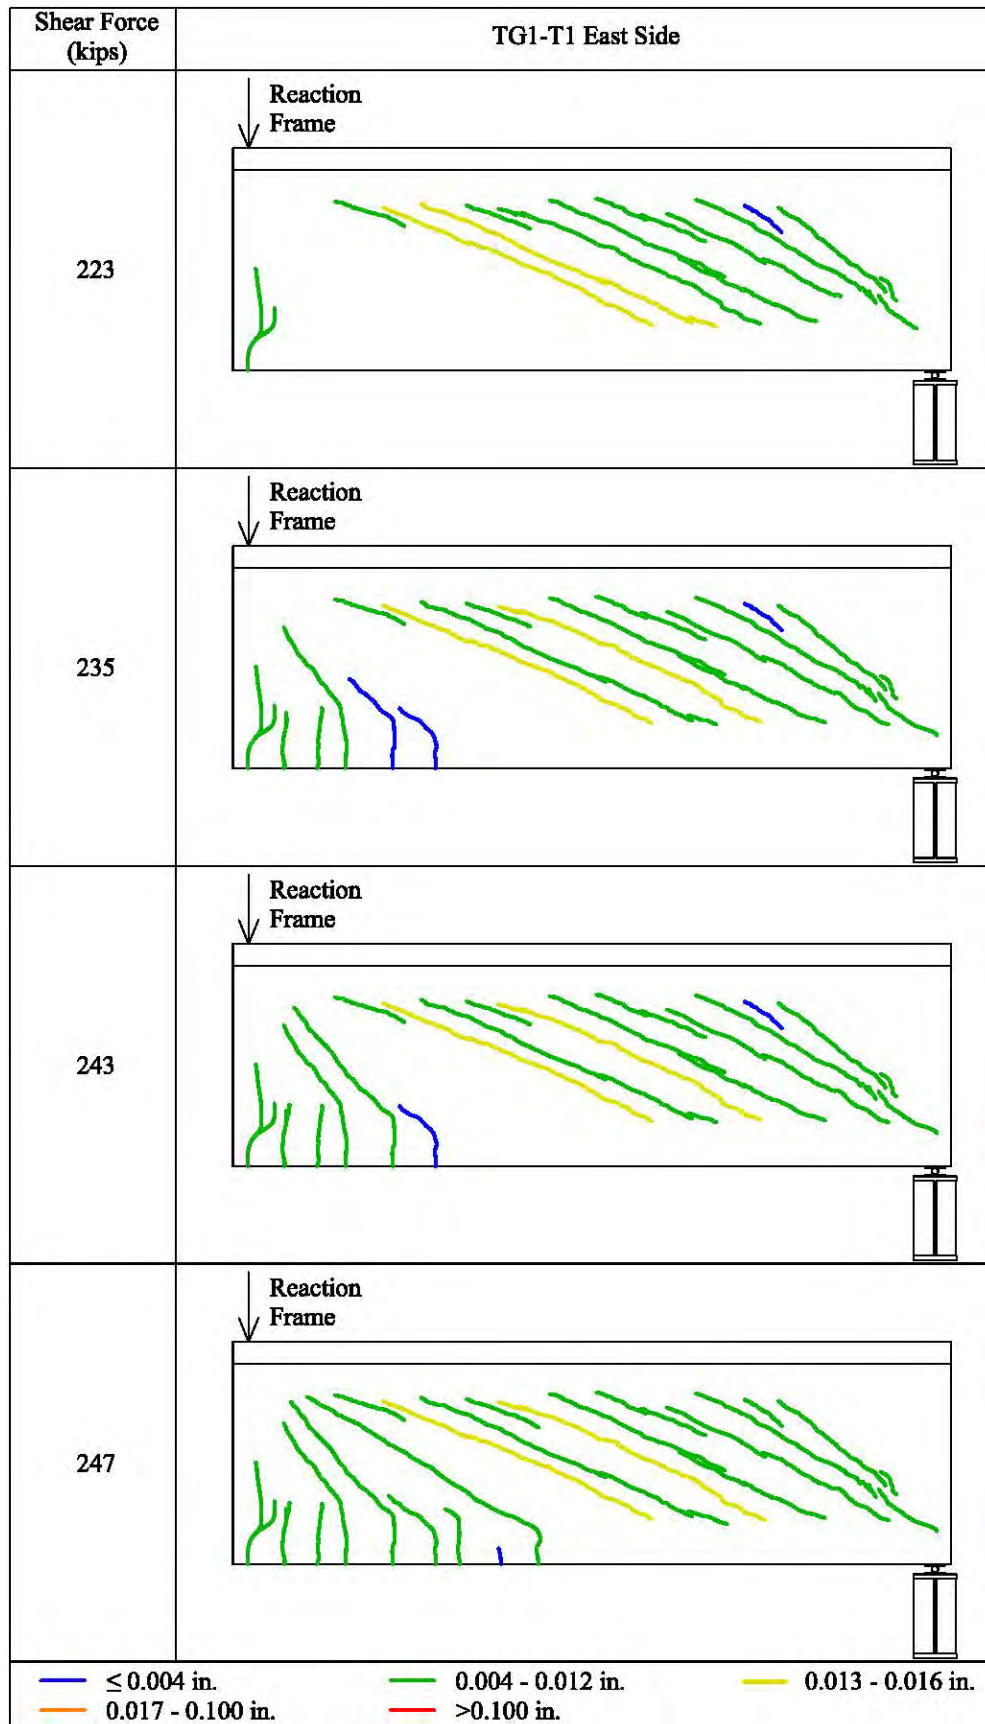 Shear Force
(kips)
TG1-T1 East Side
Reaction
Frame
223
Reaction
Frame
235
Reaction
Frame
243
Reaction
Frame
247
≤ 0.004 in.
0.004 - 0.012 in.
0.013 - 0.016 in.
0.017 - 0.100 in.
>0.100 in.